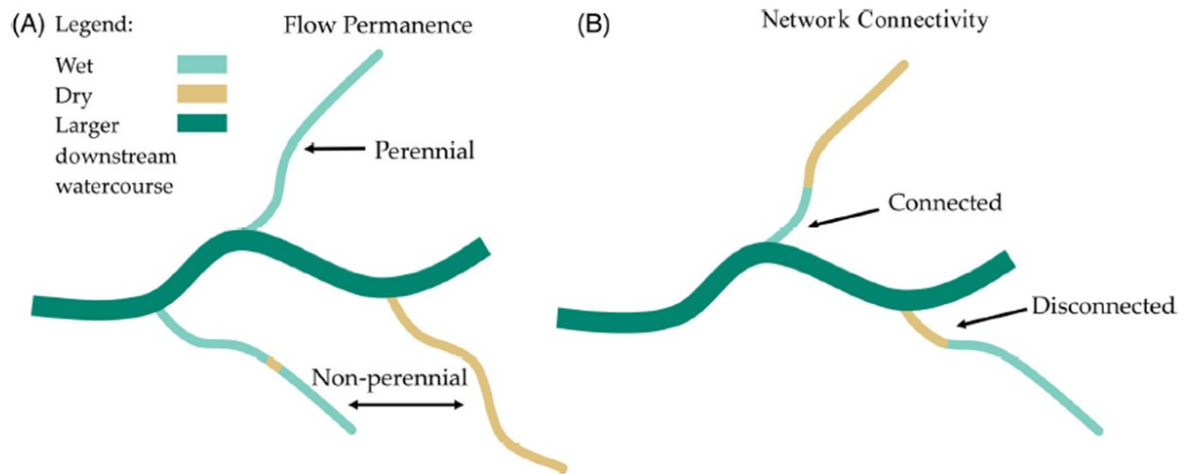 (A) Legend: Flow Permanence
Wet
Dry
Larger
downstream
watercourse
Perennial
Non-perennial
(B) Network Connectivity
Connected
Disconnected